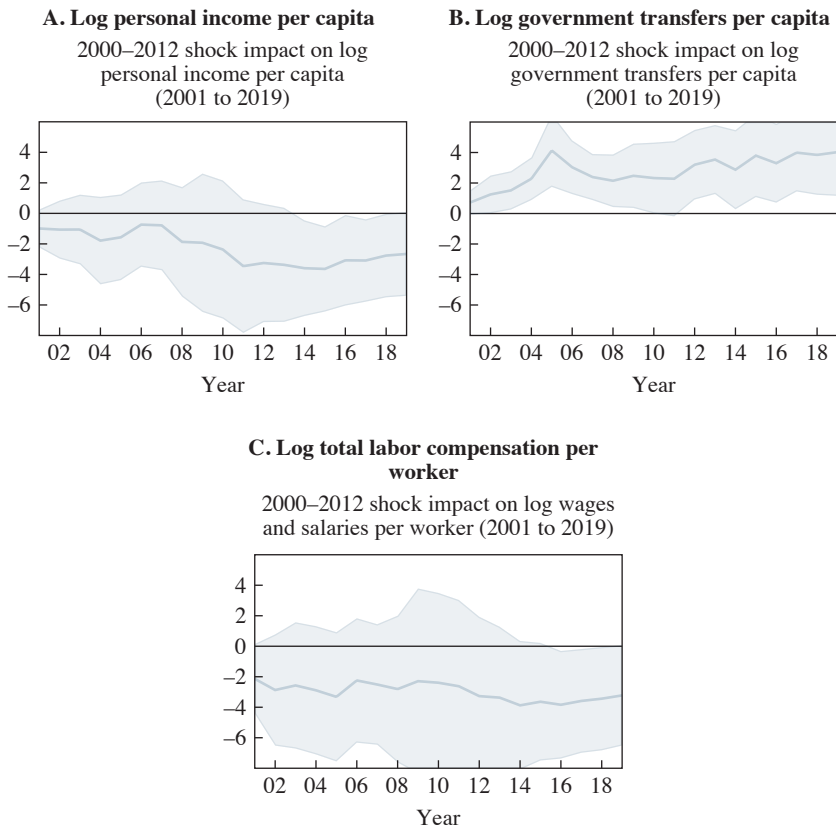 A. Log personal income per capita
2000–2012 shock impact on log
personal income per capita
(2001 to 2019)
4
2
0
–2
–4
–6
02 04 06 08 10 12 14 16 18
Year
B. Log government transfers per capita
2000–2012 shock impact on log
government transfers per capita
(2001 to 2019)
4
2
0
–2
–4
–6
02 04 06 08 10 12 14 16 18
Year
C. Log total labor compensation per
worker
2000–2012 shock impact on log wages
and salaries per worker (2001 to 2019)
4
2
0
–2
–4
–6
02 04 06 08 10 12 14 16 18
Year